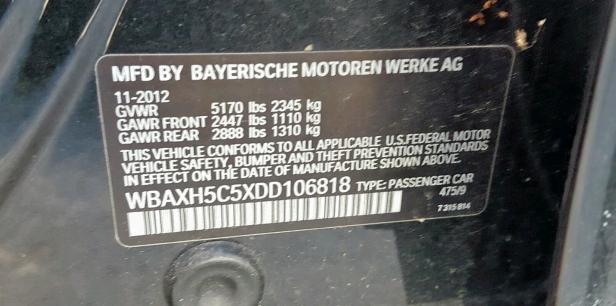 MFD BY BAYERISCHE MOTOREN WERKE AG
11-2012
GVWR 5170 lbs 2345 kg
GAWR FRONT 2447 lbs 1110 kg
GAWR REAR 2888 lbs 1310 kg
THIS VEHICLE CONFORMS TO ALL APPLICABLE U.S.FEDERAL MOTOR
VEHICLE SAFETY, BUMPER AND THEFT PREVENTION STANDARDS
IN EFFECT ON THE DATE OF MANUFACTURE SHOWN ABOVE.
WBAXH5C5XDD106818 TYPE: PASSENGER CAR
475/9
7315814